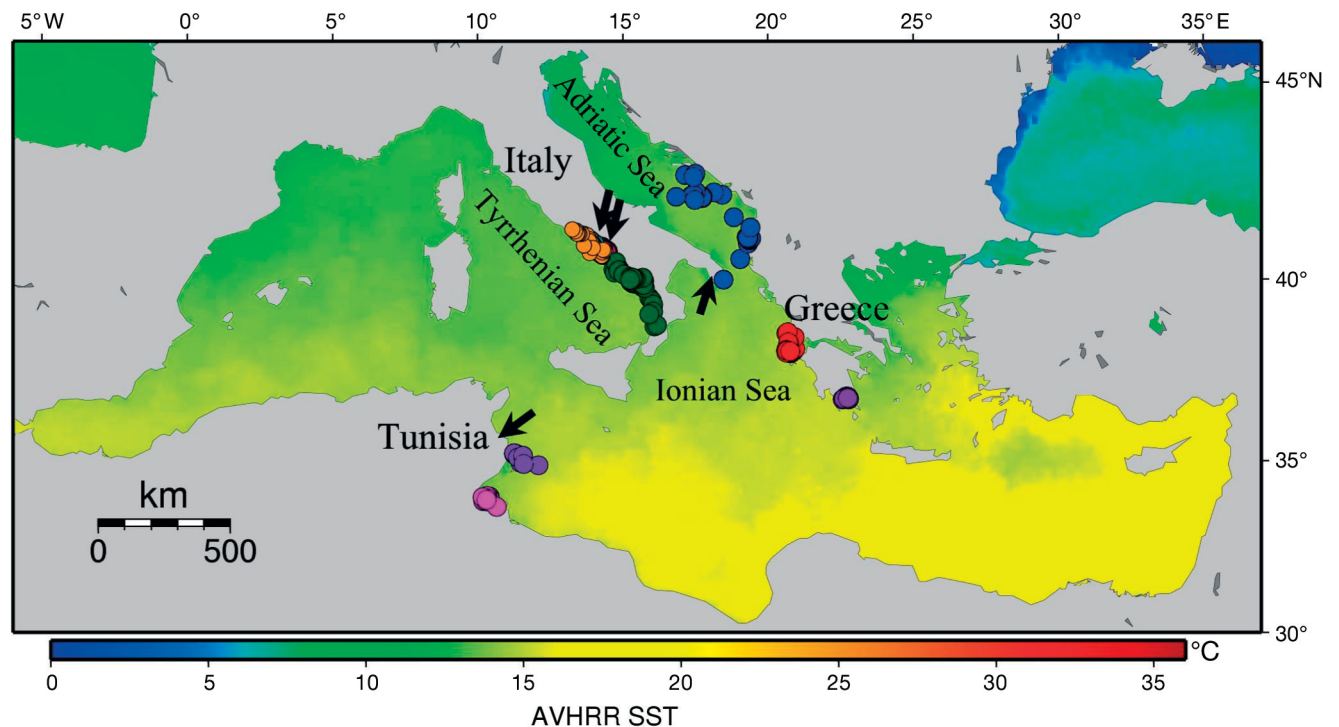 5°W 0° 5° 10° 15° 20° 25° 30° 35°E
45°N
Adriatic Sea
Italy
Tyrrhenian Sea
40°
Greece
Ionian Sea
Tunisia
35°
km
0 500
30°
°C
0 5 10 15 20 25 30 35
AVHRR SST